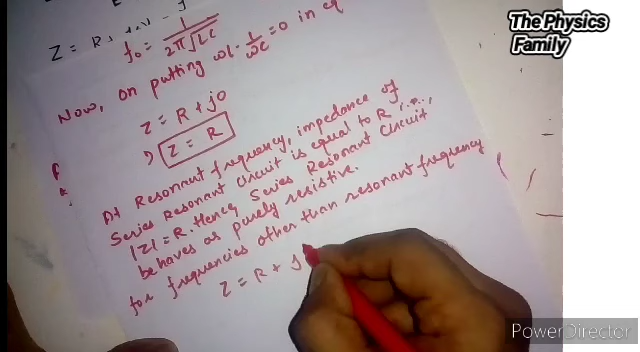 The Physics
Family
Z = R
f₀ = 1/2π√LC
Now, on putting ωL - 1/ωC = 0 in eq
Z = R + j0
⇒ Z = R
At Resonant frequency, impedance of
Series Resonant Circuit is equal to R i.e.,
|Z| = R. Hence, Series Resonant Circuit,
behaves as purely resistive.
for frequencies other than resonant frequency
Z = R + j
PowerDirector